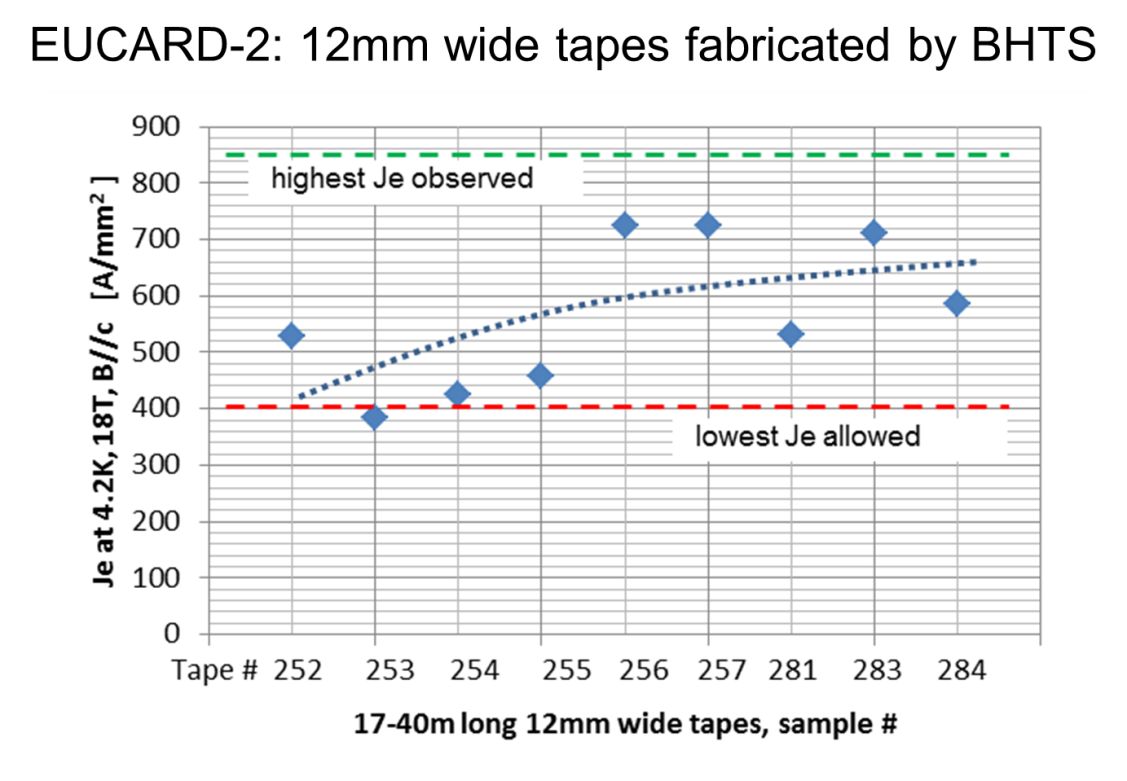 EUCARD-2: 12mm wide tapes fabricated by BHTS
Je at 4.2K, 18T, B//c [A/mm² ]
900
800
700
600
500
400
300
200
100
0
highest Je observed
lowest Je allowed
Tape # 252 253 254 255 256 257 281 283 284
17-40m long 12mm wide tapes, sample #